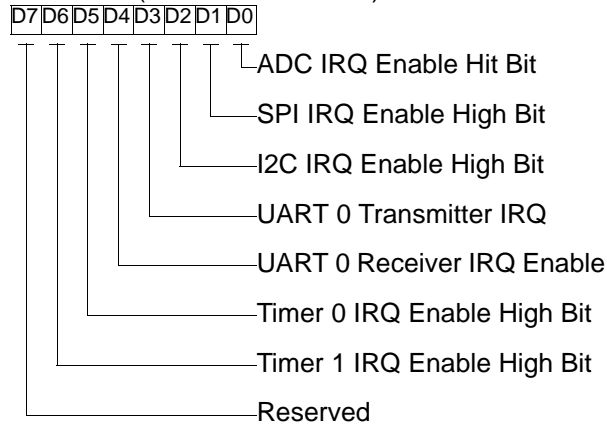 D7 D6 D5 D4 D3 D2 D1 D0
ADC IRQ Enable Hit Bit
SPI IRQ Enable High Bit
I2C IRQ Enable High Bit
UART 0 Transmitter IRQ
UART 0 Receiver IRQ Enable
Timer 0 IRQ Enable High Bit
Timer 1 IRQ Enable High Bit
Reserved